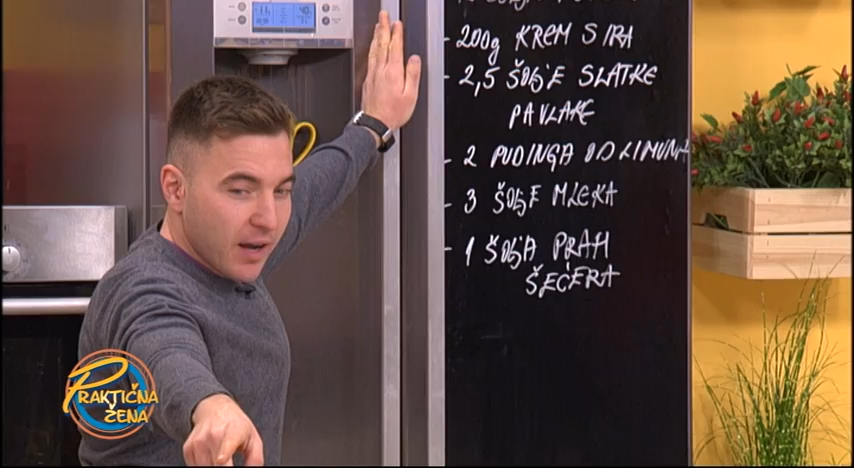 - 200g KREM SIRA
- 2,5 ŠOLJE SLATKE
PAVLAKE
- 2 PUDINGA OD LIMUNA
- 3 ŠOLJE MLEKA
- 1 ŠOLJA PRAH
ŠEĆERA
PRAKTIČNA
ŽENA